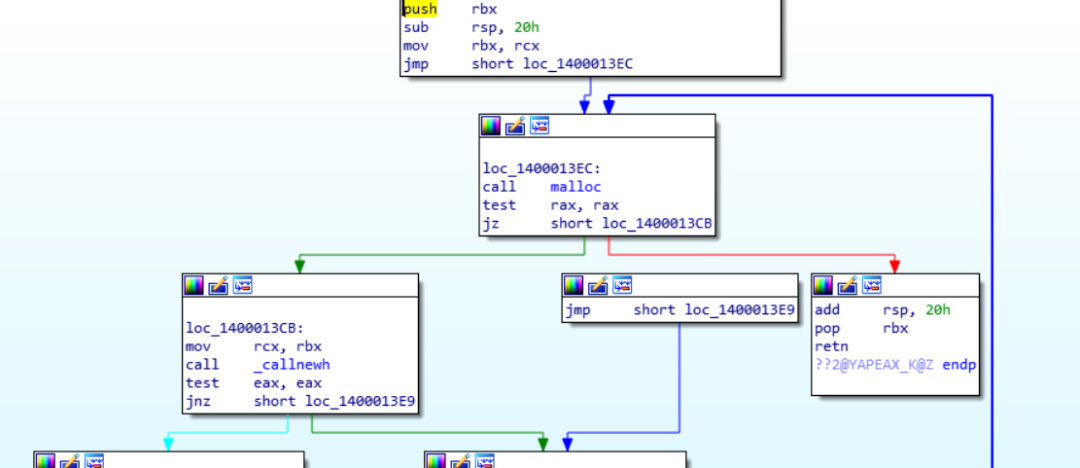 push rbx
sub rsp, 20h
mov rbx, rcx
jmp short loc_1400013EC
loc_1400013EC:
call malloc
test rax, rax
jz short loc_1400013CB
loc_1400013CB:
mov rcx, rbx
call _callnewh
test eax, eax
jnz short loc_1400013E9
jmp short loc_1400013E9
add rsp, 20h
pop rbx
retn
??2@YAPEAX_K@Z endp